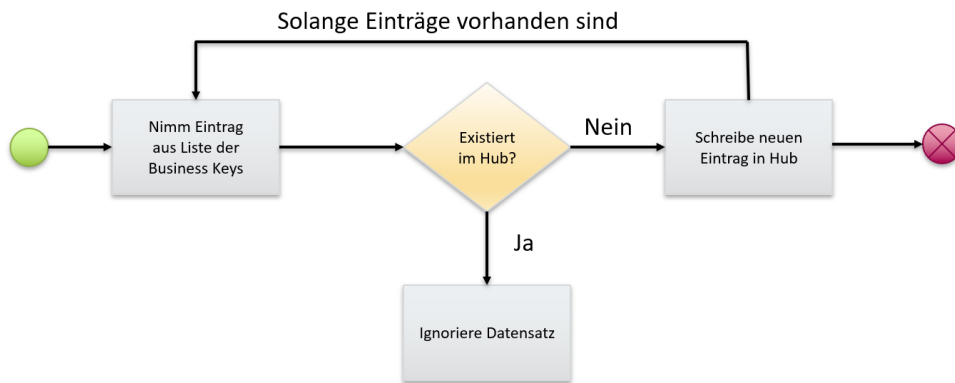 Solange Einträge vorhanden sind
Nimm Eintrag
aus Liste der
Business Keys
Existiert
im Hub?
Nein
Schreibe neuen
Eintrag in Hub
Ja
Ignoriere Datensatz